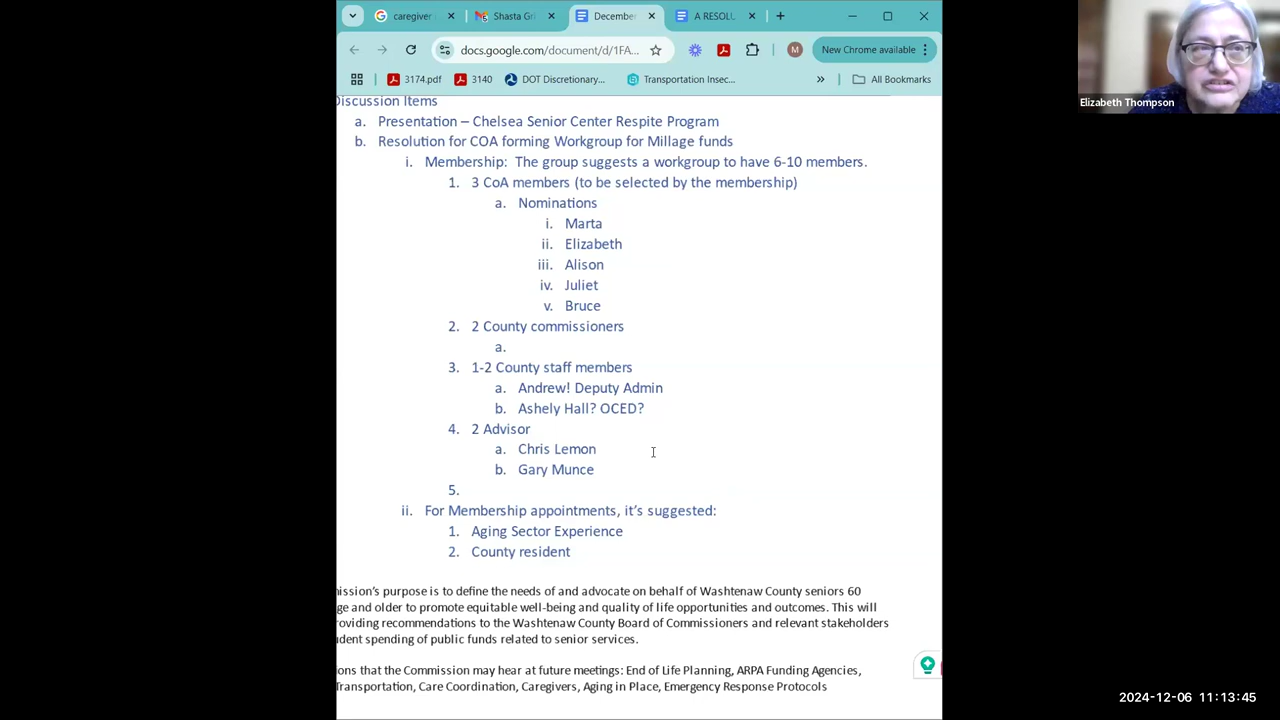 caregiver
Shasta Gr
December
A RESOLU
docs.google.com/document/d/1FA...
M
New Chrome available
3174.pdf
3140
DOT Discretionary...
Transportation Insec...
»
All Bookmarks
Elizabeth Thompson
Discussion Items
a. Presentation – Chelsea Senior Center Respite Program
b. Resolution for COA forming Workgroup for Millage funds
i. Membership: The group suggests a workgroup to have 6-10 members.
1. 3 CoA members (to be selected by the membership)
a. Nominations
i. Marta
ii. Elizabeth
iii. Alison
iv. Juliet
v. Bruce
2. 2 County commissioners
a.
3. 1-2 County staff members
a. Andrew! Deputy Admin
b. Ashely Hall? OCED?
4. 2 Advisor
a. Chris Lemon
b. Gary Munce
5.
ii. For Membership appointments, it's suggested:
1. Aging Sector Experience
2. County resident
mission's purpose is to define the needs of and advocate on behalf of Washtenaw County seniors 60
ge and older to promote equitable well-being and quality of life opportunities and outcomes. This will
roviding recommendations to the Washtenaw County Board of Commissioners and relevant stakeholders
udent spending of public funds related to senior services.
ions that the Commission may hear at future meetings: End of Life Planning, ARPA Funding Agencies,
Transportation, Care Coordination, Caregivers, Aging in Place, Emergency Response Protocols
2024-12-06 11:13:45